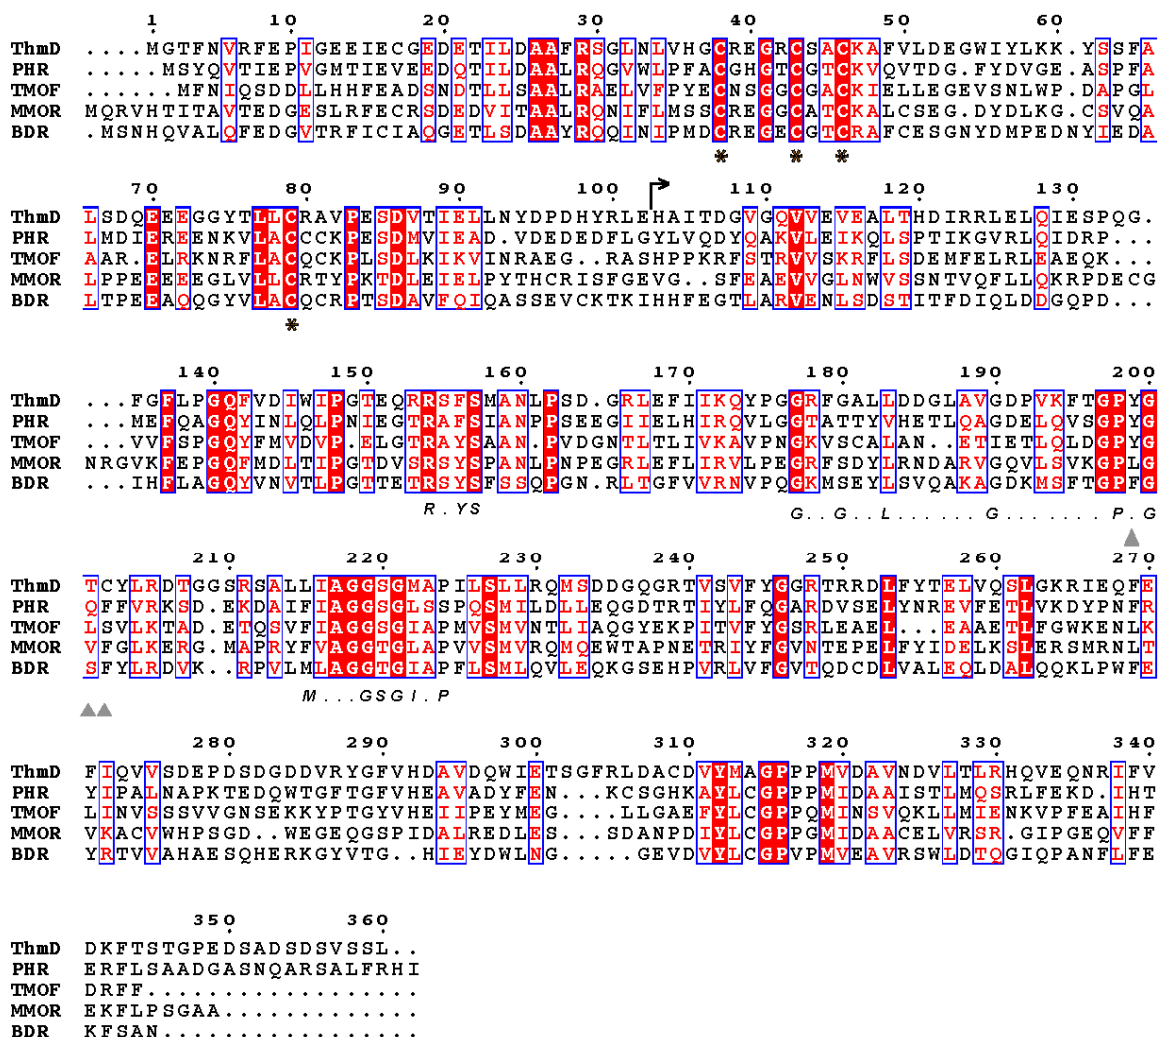 1 10 20 30 40 50 60
ThmD ....MGTFNVRFEPIGEEIECGEDETILDAAFRSGLNLVHGCREGRCSACKAFVLDEGWIYLKK.YSSFA
PHR .....MSYQVTIEPVGMTIEVEEDQTILDAALRQGVWLPFACGHGTCGTCKVQVTDG.FYDVGE.ASPFA
TMOF ......MFNIQSDDLLHHFEADSNDTLLSAALRAELVFPYECNSGGCGACKIELLEGEVSNLWP.DAPGL
MMOR MQRVHTITAVTEDGESLRFECRSDEDVITAALRQNIFLMSSCREGGCATCKALCSEG.DYDLKG.CSVQA
BDR .MSNHQVALQFEDGVTRFICIAQGETLSDAAYRQQINIPMDCREGECGTCRAFCESGNYDMPEDNYIEDA
* * *
70 80 90 100 110 120 130
ThmD LSDQEEEGGYTLLCRAVPESDVTIELLNYDPDHYRLEHAITDGVGQVVEVEALTHDIRRLELQIESPQG.
PHR LMDIEREENKVLACCCKPESDMVIEAD.VDEDEDFLGYLVQDYQAKVLEIKQLSPTIKGVRLQIDRP...
TMOF AAR.ELRKNRFLACQCKPLSDLKIKVINRAEG.RASHPPKRFSTRVVSKRFLSDEMFELRLEAEQK....
MMOR LPPEEEEGLVLLCRTYPKTDLEIELPYTHCRISFGEVG.SFEAEVVGLNWVSSNTVQFLLQKRPDECG
BDR LTPEEAQQGYVLACQCRPTSDAVFQIQASSEVCKTKIHHFEGTLARVENLSDSTITFDIQLDDGQPD..
*
140 150 160 170 180 190 200
ThmD ...FGFLPGQFVDIWIPGTEQRRSFSMANLPSD.GRLEFIIKQYPGGRFGALLDDGLAVGDPVKFTGPYG
PHR ...MEFQAGQYINLQLPNIEGTRAFSIANPPSEEGIIELHIRQVLGGTATTYVHETLQAGDELQVSGPYG
TMOF ...VVFSPGQYFMVDVP.ELGTRAYSAAN.PVDGNTLTLIVKAVPNGKVSCALAN..ETIETLQLDGPYG
MMOR NRGVKFEPGQFMDLTIPGTDVSRSYSPANLPNPEGRLEFLIRVLPEGRFSDYLRNDARVGQVLSVKGPLG
BDR ...IHFLAGQYVNVTLPGTTETRSYSFSSQPGN.RLTGFVVRNVPQGKMSEYLSVQAKAGDKMSFTGPFG
R.YS G..G..L......G.......P.G
210 220 230 240 250 260 270
ThmD TCYLRDTGGSRSALLIAGGSGMAPILSLLRQMSDDGQGRTVSVFYGGRTRRDLFYTELVQSLGKRIEQFE
PHR QFFVRKSD.EKDAIFIAGGSGLSSPQSMILDLLEQGDTRTIYLFQGARDVSELYNREVFETLVKDYPNFR
TMOF LSVLKTAD.ETQSVFIAGGSGIAPMVSMVNTLIAQGYEKPITVFYGSRLEAEL...EAAETLFGWKENLK
MMOR VFGLKERG.MAPRYFVAGGTGLAPVVSMVRQMQEWTAPNETRIYFGVNTEPELFYIDELKSLERSMRNLT
BDR SFYLRDVK..RPVLMLAGGTGIAPFLSMLQVLEQKGSEHPVRLVFGVTQDCDLVALEQLDALQQKLPWFE
M...GSGI.P
280 290 300 310 320 330 340
ThmD FIQVVSDEPDSDGDDVRYGFVHDAVDQWIETSGFRLDACDVYMAGPPPMVDAVNDVLTLRHQVEQNRIFV
PHR YIPALNAPKTEDQWTGFTGFVHEAVADYFEN...KCSGHKAYLCGPPPMIDAAISTLMQSRLFEKD.IHT
TMOF LINVSSSVVGNSEKKYPTGYVHEIIPEYMEG.....LLGAEFYLCGPPQMINSVQKLLMIENKVPFEAIHF
MMOR VKACVWHPSGD..WEGEQGSPIDALREDLES...SDANPDIYLCGPPGMIDAACELVRSR.GIPGEQVFF
BDR YRTVVAHAESQHERKGYVTG..HIEYDWLNG.....GEVDVYLCGPVPMVEAVRSWLDTQGIQPANFLFE
350 360
ThmD DKFTSTGPEDSADSDSVSSL..
PHR ERFLSAADGASNQARSALFRHI
TMOF DRFF..................
MMOR EKFLPSGAA.............
BDR KFSAN.................